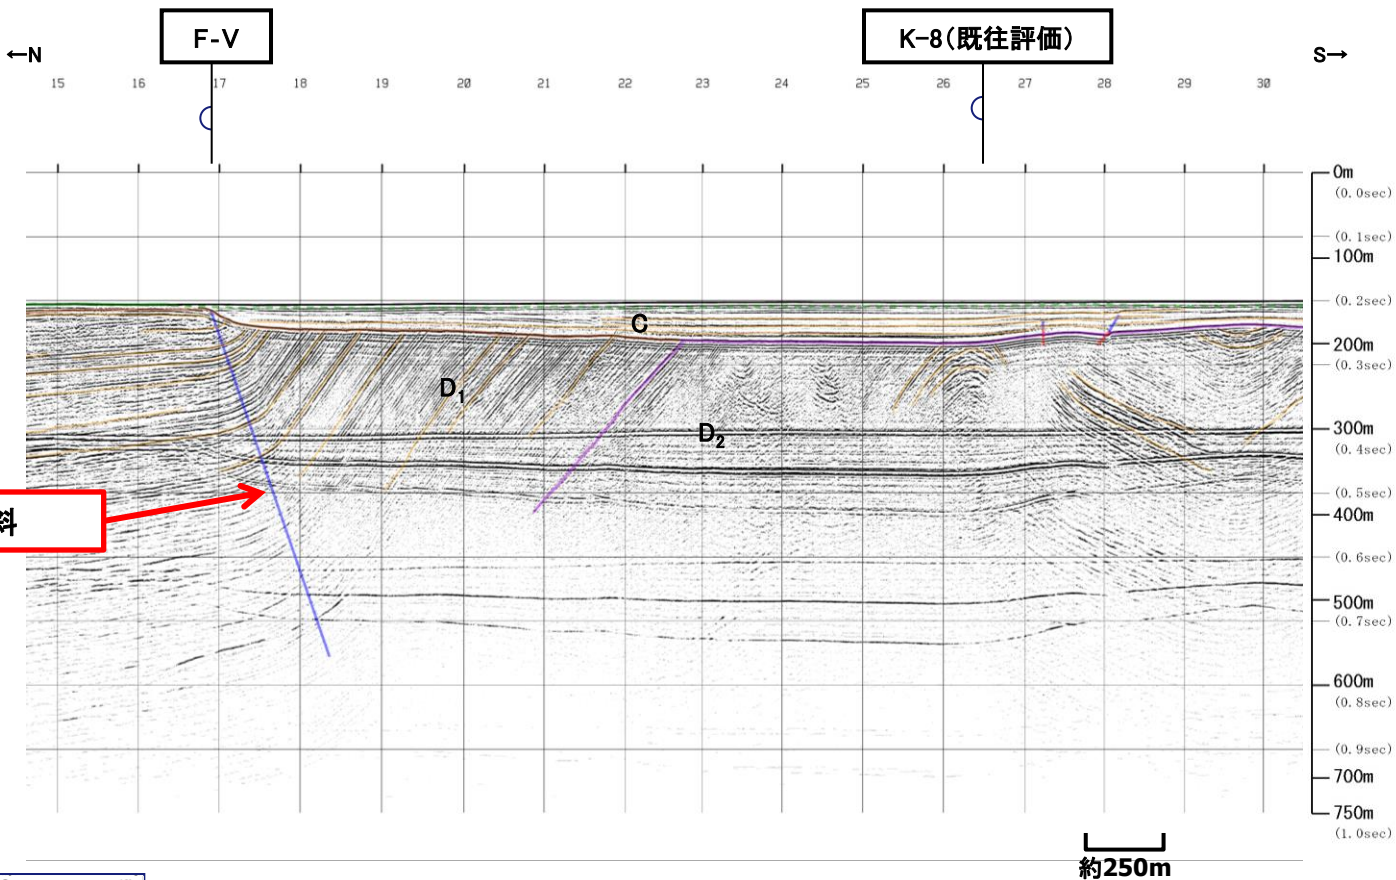 F-V
K-8(既往評価)
←N
S→
15 16 17 18 19 20 21 22 23 24 25 26 27 28 29 30
0m
(0.0sec)
(0.1sec)
100m
(0.2sec)
C
200m
(0.3sec)
D1
300m
D2
(0.4sec)
(0.5sec)
400m
斜
(0.6sec)
500m
(0.7sec)
600m
(0.8sec)
(0.9sec)
700m
750m
(1.0sec)
約250m